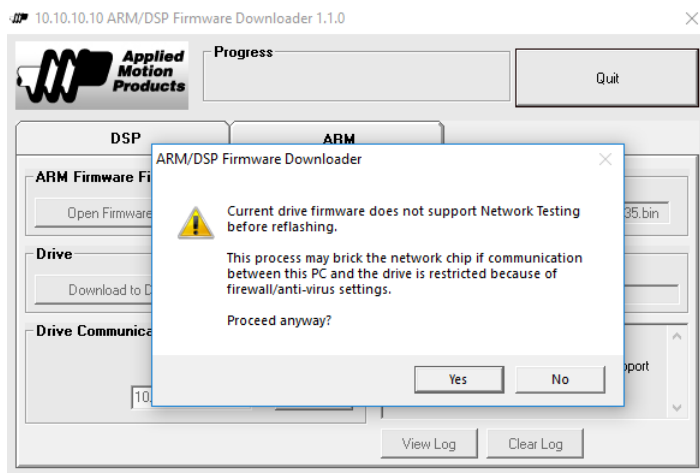 10.10.10.10 ARM/DSP Firmware Downloader 1.1.0
Applied
Motion
Products
Progress
Quit
DSP
ARM
ARM/DSP Firmware Downloader
ARM Firmware Fi
Open Firmware
35.bin
Current drive firmware does not support Network Testing
before reflashing.
This process may brick the network chip if communication
between this PC and the drive is restricted because of
firewall/anti-virus settings.
Proceed anyway?
Drive
Download to D
Drive Communica
pport
10.
Yes
No
View Log
Clear Log